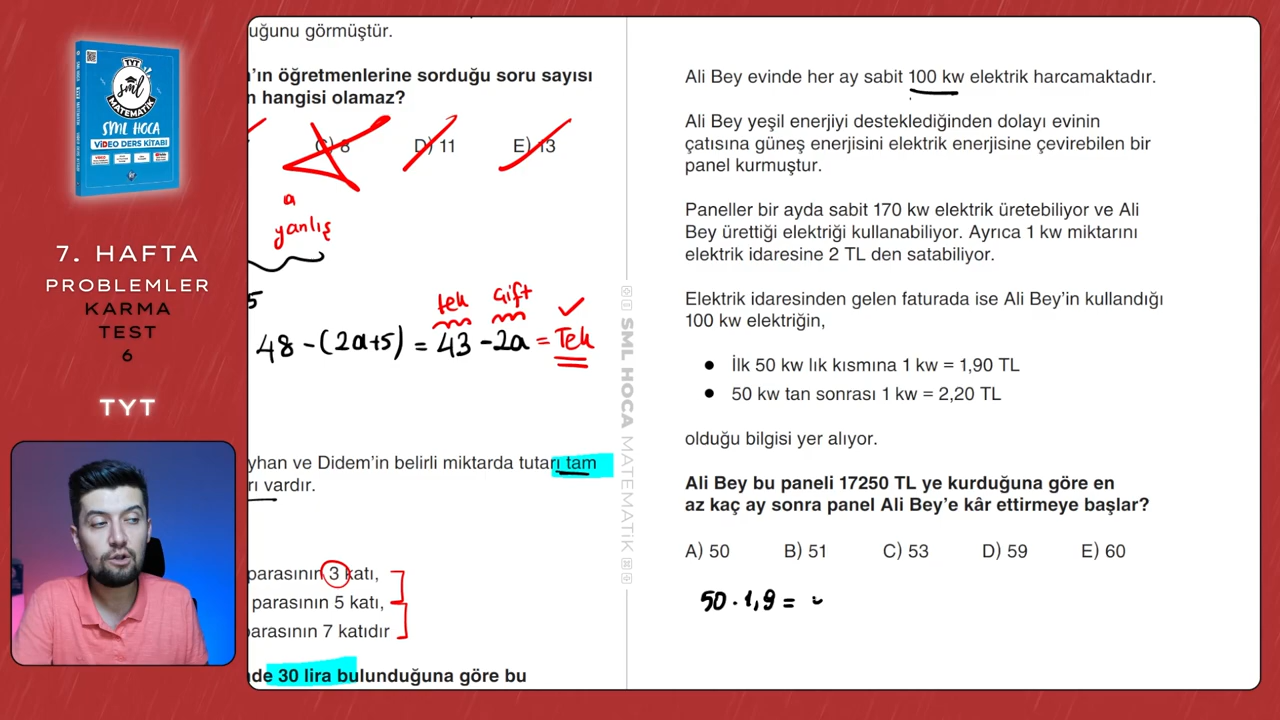 TYT
sml
MATEMATİK
SML HOCA
VİDEO DERS KİTABI
7. HAFTA
PROBLEMLER
KARMA
TEST
6
TYT
uğunu görmüştür.
ın öğretmenlerine sorduğu soru sayısı
n hangisi olamaz?
C) 8 D) 11 E) 13
a
yanlış
5
tek çift
48 - (2a+5) = 43 - 2a = Tek
yhan ve Didem'in belirli miktarda tutarı tam
rı vardır.
parasının 3 katı,
parasının 5 katı,
parasının 7 katıdır
nde 30 lira bulunduğuna göre bu
SML HOCA MATEMATİK
Ali Bey evinde her ay sabit 100 kw elektrik harcamaktadır.
Ali Bey yeşil enerjiyi desteklediğinden dolayı evinin
çatısına güneş enerjisini elektrik enerjisine çevirebilen bir
panel kurmuştur.
Paneller bir ayda sabit 170 kw elektrik üretebiliyor ve Ali
Bey ürettiği elektriği kullanabiliyor. Ayrıca 1 kw miktarını
elektrik idaresine 2 TL den satabiliyor.
Elektrik idaresinden gelen faturada ise Ali Bey'in kullandığı
100 kw elektriğin,
● İlk 50 kw lık kısmına 1 kw = 1,90 TL
● 50 kw tan sonrası 1 kw = 2,20 TL
olduğu bilgisi yer alıyor.
Ali Bey bu paneli 17250 TL ye kurduğuna göre en
az kaç ay sonra panel Ali Bey'e kâr ettirmeye başlar?
A) 50 B) 51 C) 53 D) 59 E) 60
50 . 1,9 =